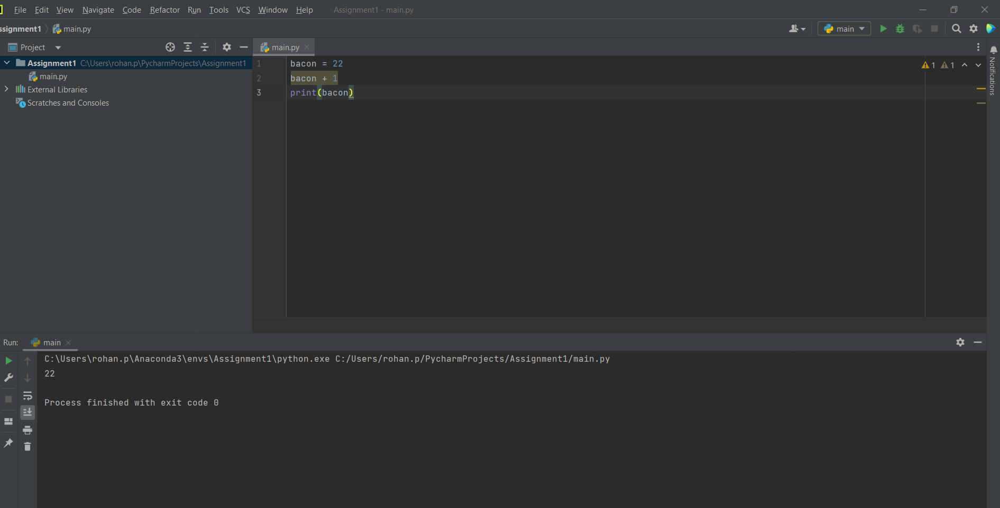 File Edit View Navigate Code Refactor Run Tools VCS Window Help Assignment1 - main.py
ssignment1 main.py
main
Project
main.py
Assignment1 C:\Users\rohan.p\PycharmProjects\Assignment1
main.py
External Libraries
Scratches and Consoles
1 bacon = 22
2 bacon + 1
3 print(bacon)
1 1
Notifications
Run: main
C:\Users\rohan.p\Anaconda3\envs\Assignment1\python.exe C:/Users/rohan.p/PycharmProjects/Assignment1/main.py
22
Process finished with exit code 0